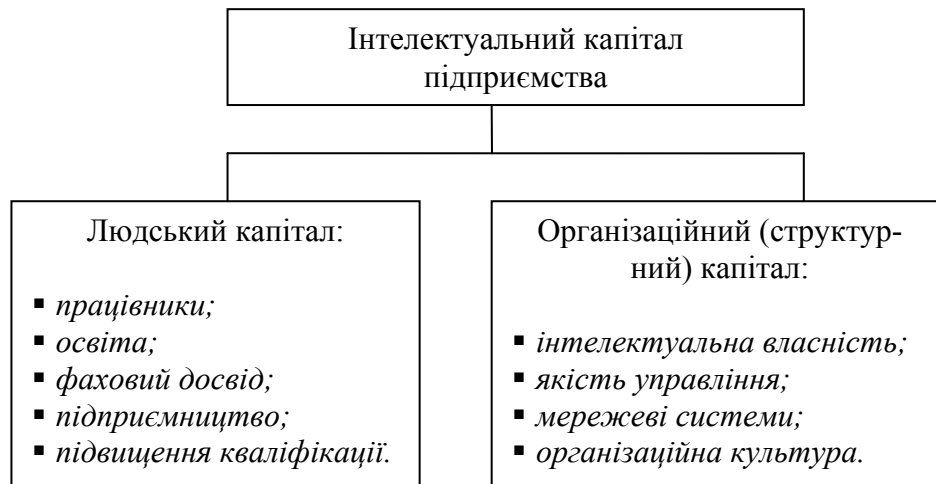 Інтелектуальний капітал
підприємства
Людський капітал:
▪ працівники;
▪ освіта;
▪ фаховий досвід;
▪ підприємництво;
▪ підвищення кваліфікації.
Організаційний (структур-
ний) капітал:
▪ інтелектуальна власність;
▪ якість управління;
▪ мережеві системи;
▪ організаційна культура.